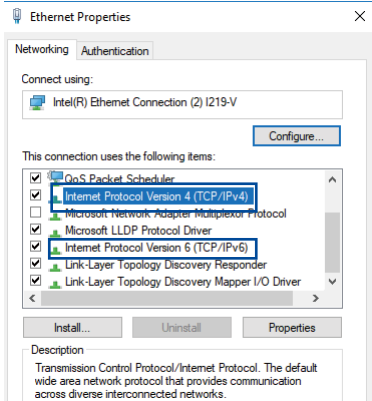 Ethernet Properties
Networking Authentication
Connect using:
Intel(R) Ethernet Connection (2) I219-V
Configure...
This connection uses the following items:
QoS Packet Scheduler
Internet Protocol Version 4 (TCP/IPv4)
Microsoft Network Adapter Multiplexor Protocol
Microsoft LLDP Protocol Driver
Internet Protocol Version 6 (TCP/IPv6)
Link-Layer Topology Discovery Responder
Link-Layer Topology Discovery Mapper I/O Driver
Install... Uninstall Properties
Description
Transmission Control Protocol/Internet Protocol. The default
wide area network protocol that provides communication
across diverse interconnected networks.